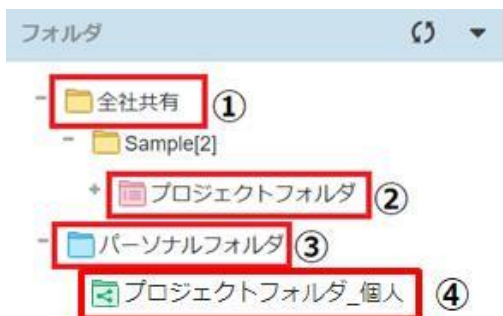 フォルダ
全社共有 ①
Sample[2]
プロジェクトフォルダ ②
パーソナルフォルダ ③
プロジェクトフォルダ_個人 ④